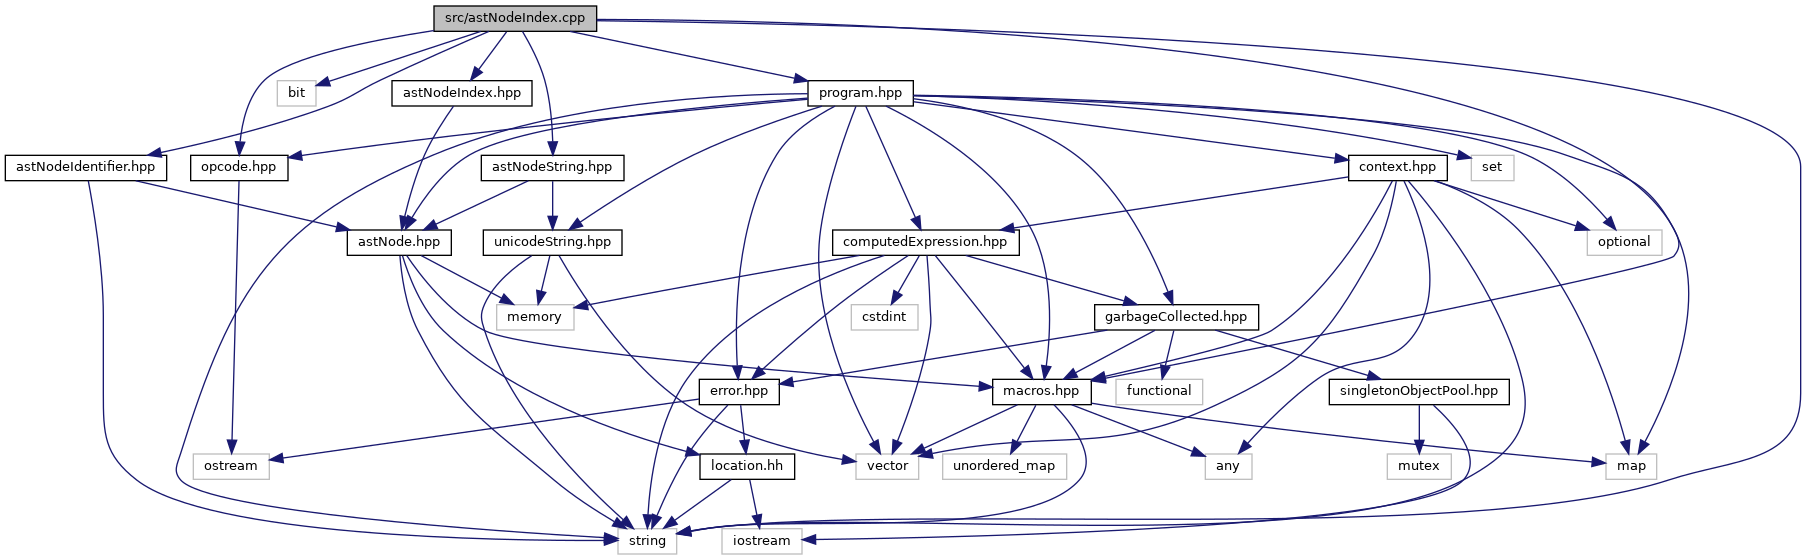 src/astNodeIndex.cpp
bit
astNodeIndex.hpp
program.hpp
astNodeIdentifier.hpp
opcode.hpp
astNodeString.hpp
context.hpp
set
astNode.hpp
unicodeString.hpp
computedExpression.hpp
optional
memory
cstdint
garbageCollected.hpp
error.hpp
macros.hpp
functional
singletonObjectPool.hpp
ostream
location.hh
vector
unordered_map
any
mutex
map
string
iostream